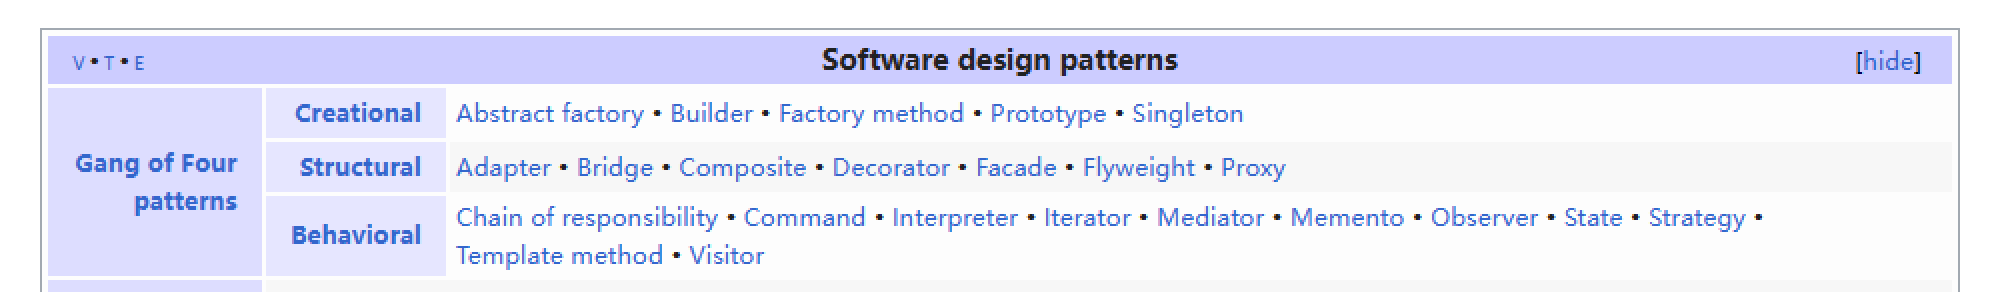 V • T • E Software design patterns [hide]
Gang of Four
patterns
Creational Abstract factory • Builder • Factory method • Prototype • Singleton
Structural Adapter • Bridge • Composite • Decorator • Facade • Flyweight • Proxy
Behavioral Chain of responsibility • Command • Interpreter • Iterator • Mediator • Memento • Observer • State • Strategy •
Template method • Visitor